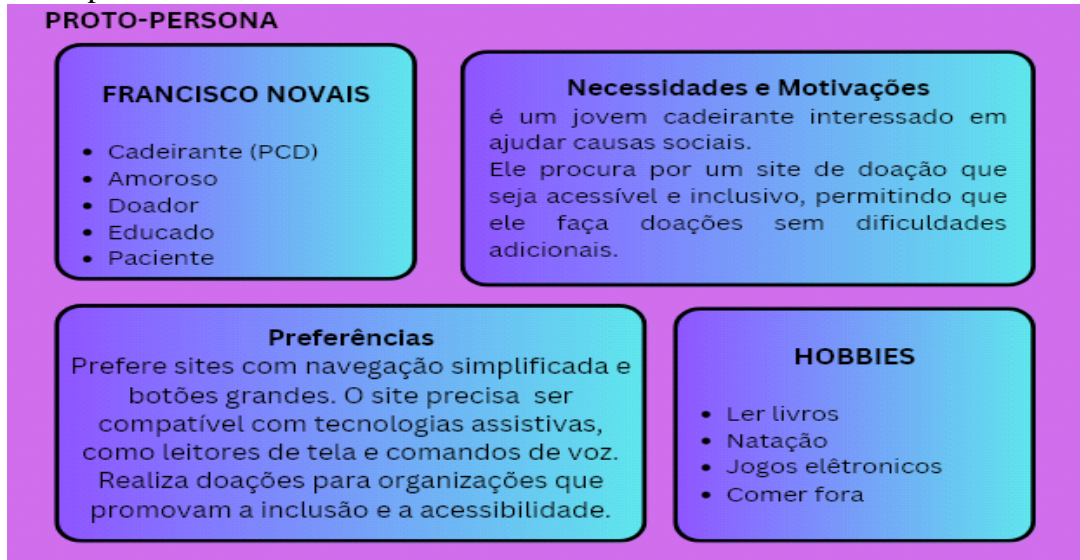 PROTO-PERSONA
FRANCISCO NOVAIS
• Cadeirante (PCD)
• Amoroso
• Doador
• Educado
• Paciente
Necessidades e Motivações
é um jovem cadeirante interessado em
ajudar causas sociais.
Ele procura por um site de doação que
seja acessível e inclusivo, permitindo que
ele faça doações sem dificuldades
adicionais.
Preferências
Prefere sites com navegação simplificada e
botões grandes. O site precisa ser
compatível com tecnologias assistivas,
como leitores de tela e comandos de voz.
Realiza doações para organizações que
promovam a inclusão e a acessibilidade.
HOBBIES
• Ler livros
• Natação
• Jogos elêtronicos
• Comer fora